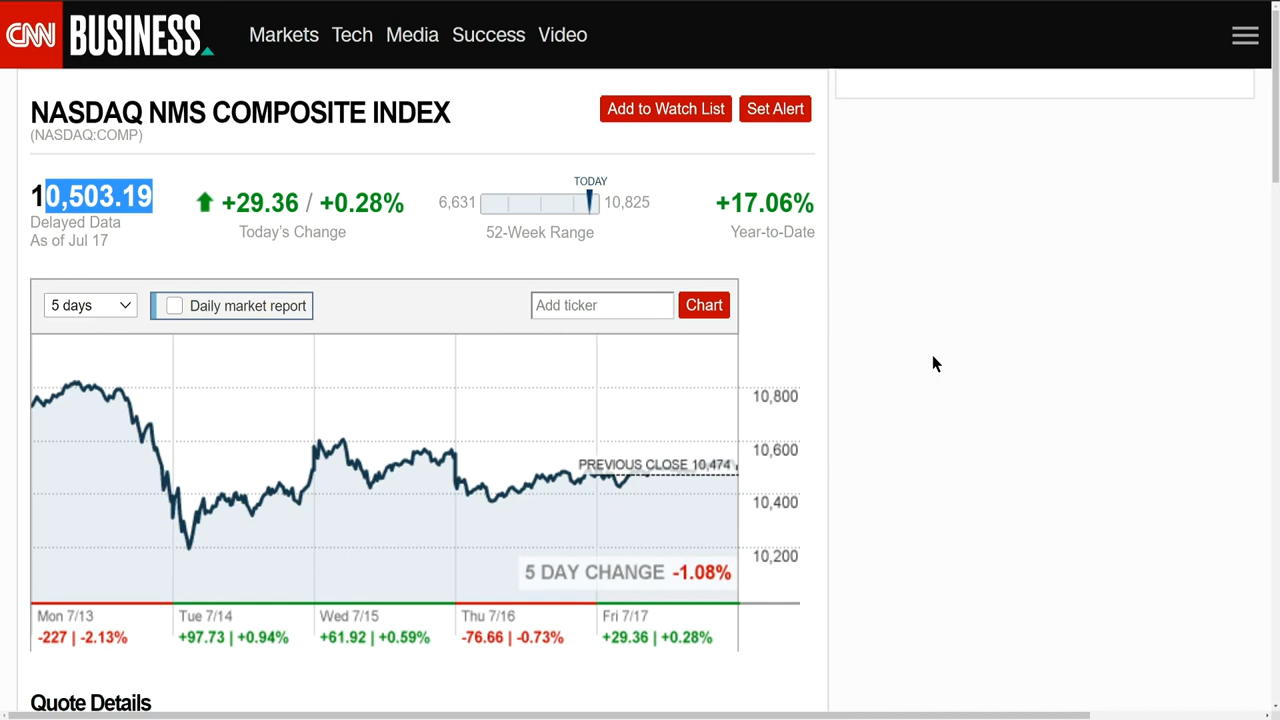 CNN BUSINESS Markets Tech Media Success Video
NASDAQ NMS COMPOSITE INDEX
(NASDAQ:COMP)
Add to Watch List Set Alert
10,503.19
Delayed Data
As of Jul 17
+29.36 / +0.28%
Today's Change
TODAY
6,631 10,825
52-Week Range
+17.06%
Year-to-Date
5 days Daily market report Add ticker Chart
10,800
10,600
PREVIOUS CLOSE 10,474
10,400
10,200
5 DAY CHANGE -1.08%
Mon 7/13 Tue 7/14 Wed 7/15 Thu 7/16 Fri 7/17
-227 | -2.13% +97.73 | +0.94% +61.92 | +0.59% -76.66 | -0.73% +29.36 | +0.28%
Quote Details